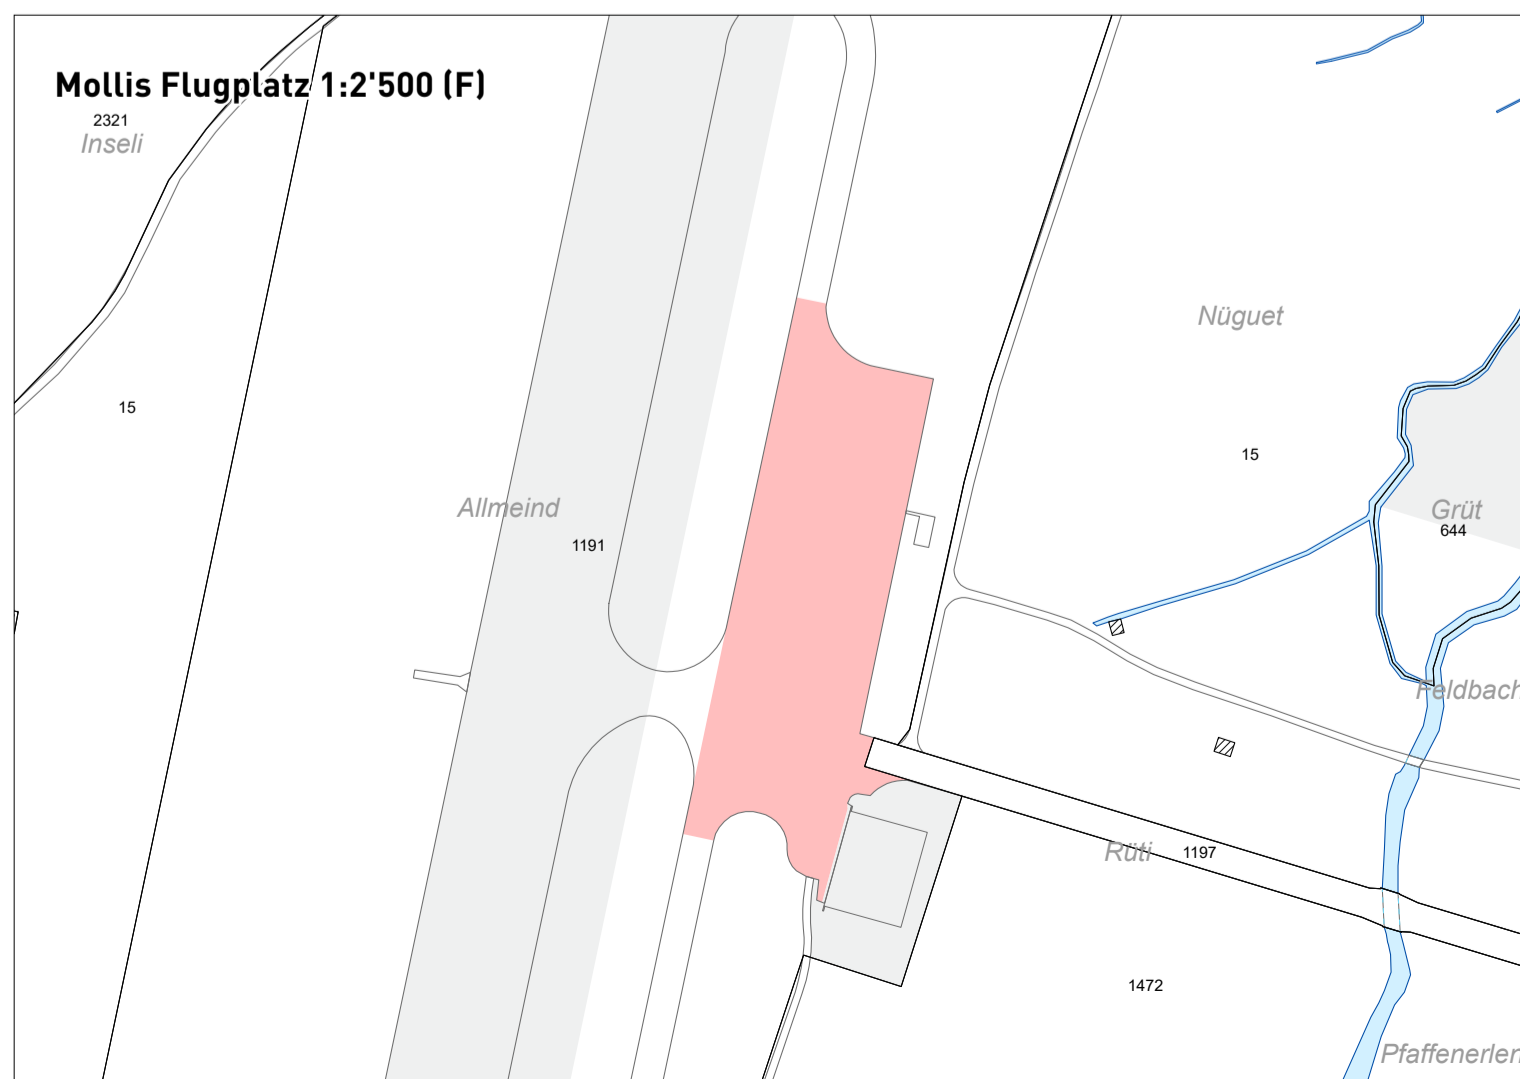 Mollis Flugplatz 1:2'500 (F)
2321
Inseli
Nüguet
15
15
Allmeind
1191
Grüt
644
Feldbach
Rüti
1197
1472
Pfaffenerlen